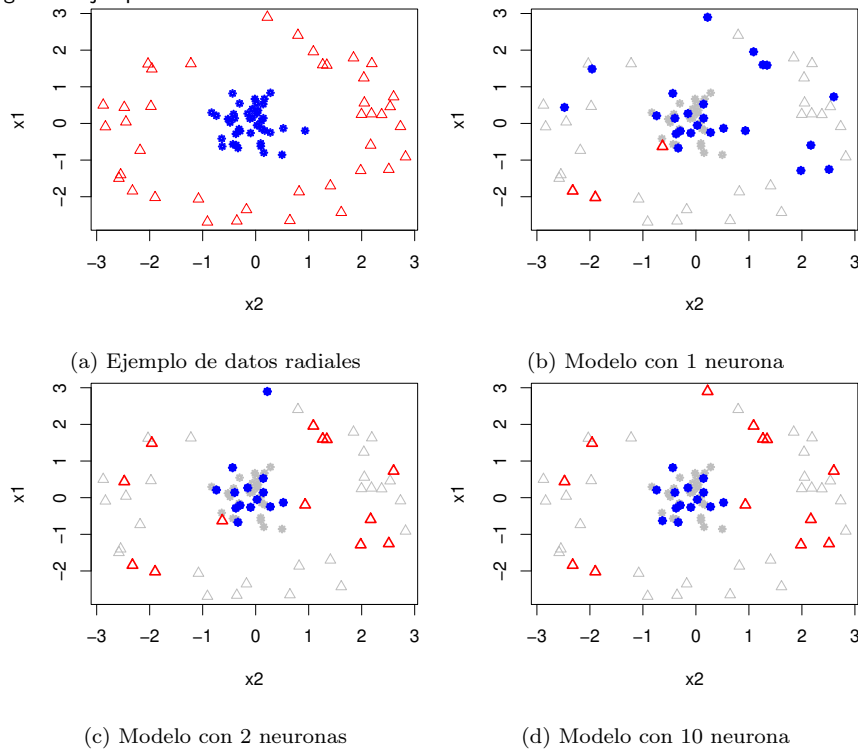 3
2
1
0
−1
−2
x1
−3 −2 −1 0 1 2 3
x2
(a) Ejemplo de datos radiales
3
2
1
0
−1
−2
x1
−3 −2 −1 0 1 2 3
x2
(b) Modelo con 1 neurona
3
2
1
0
−1
−2
x1
−3 −2 −1 0 1 2 3
x2
(c) Modelo con 2 neuronas
3
2
1
0
−1
−2
x1
−3 −2 −1 0 1 2 3
x2
(d) Modelo con 10 neurona